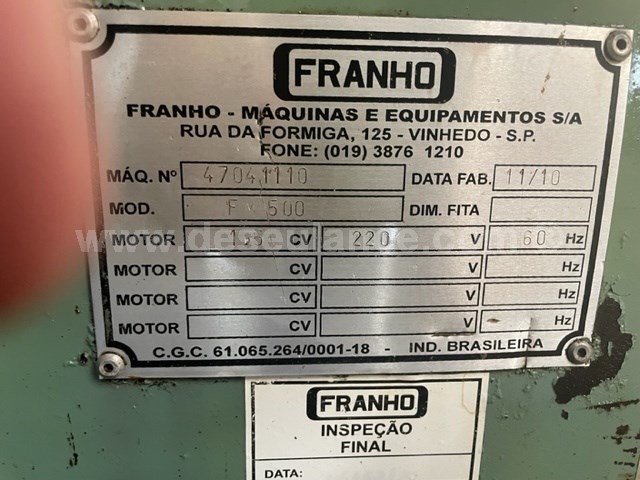 FRANHO
FRANHO - MÁQUINAS E EQUIPAMENTOS S/A
RUA DA FORMIGA, 125 - VINHEDO - S.P.
FONE: (019) 3876 1210
MÁQ. Nº 47041110 DATA FAB. 11/10
MOD. 500 DIM. FITA
MOTOR CV 220 V 60 Hz
MOTOR CV V Hz
MOTOR CV V Hz
MOTOR CV V Hz
C.G.C. 61.065.264/0001-18 - IND. BRASILEIRA
FRANHO
INSPEÇÃO
FINAL
DATA: